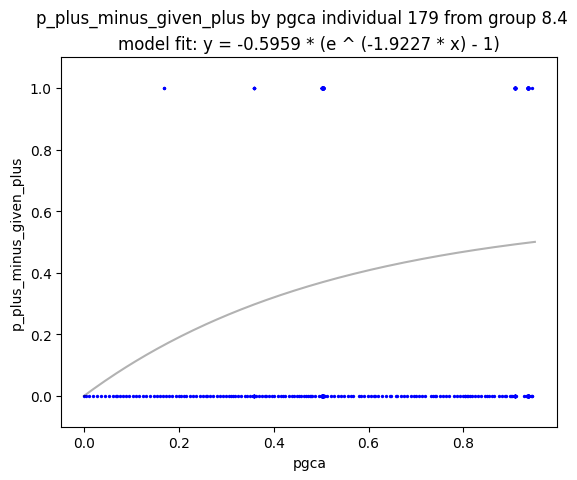 p_plus_minus_given_plus by pgca individual 179 from group 8.4
model fit: y = -0.5959 * (e ^ (-1.9227 * x) - 1)
1.0
0.8
0.6
0.4
0.2
0.0
p_plus_minus_given_plus
0.0 0.2 0.4 0.6 0.8
pgca